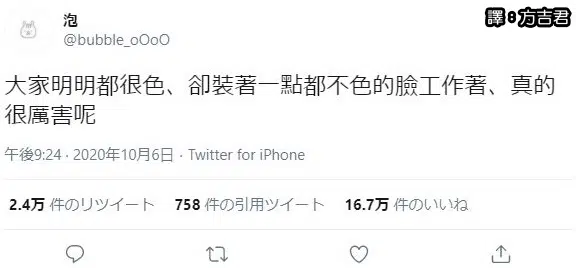 譯:方吉君
泡
@bubble_oOoO
大家明明都很色、卻裝著一點都不色的臉工作著、真的
很厲害呢
午後9:24 · 2020年10月6日 · Twitter for iPhone
2.4万 件のリツイート 758 件の引用ツイート 16.7万 件のいいね